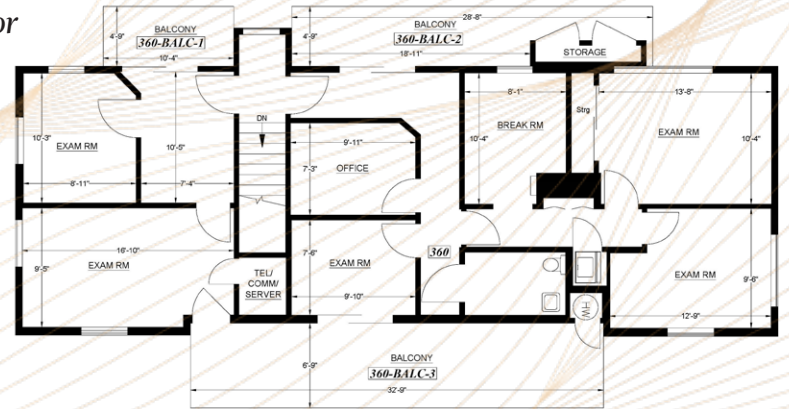 or
BALCONY
360-BALC-1
4'-9"
10'-4"
4'-9"
BALCONY
360-BALC-2
28'-8"
18'-11"
STORAGE
DN
10'-3"
EXAM RM
8'-11"
10'-5"
7'-4"
9'-11"
7'-3"
OFFICE
8'-1"
BREAK RM
10'-4"
Strg
13'-8"
EXAM RM
10'-4"
16'-10"
EXAM RM
9'-5"
TEL/
COMM/
SERVER
7'-6"
EXAM RM
9'-10"
360
HW
EXAM RM
9'-6"
12'-9"
6'-9"
BALCONY
360-BALC-3
32'-9"